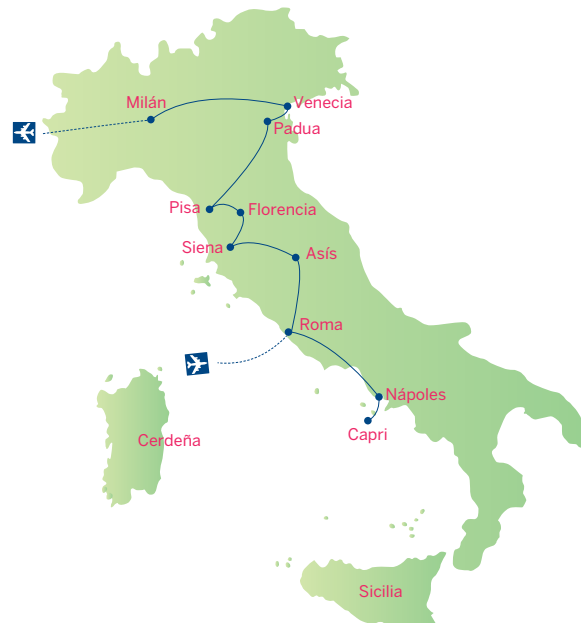 Milán
Venecia
Padua
Pisa
Florencia
Siena
Asís
Roma
Nápoles
Capri
Cerdeña
Sicilia